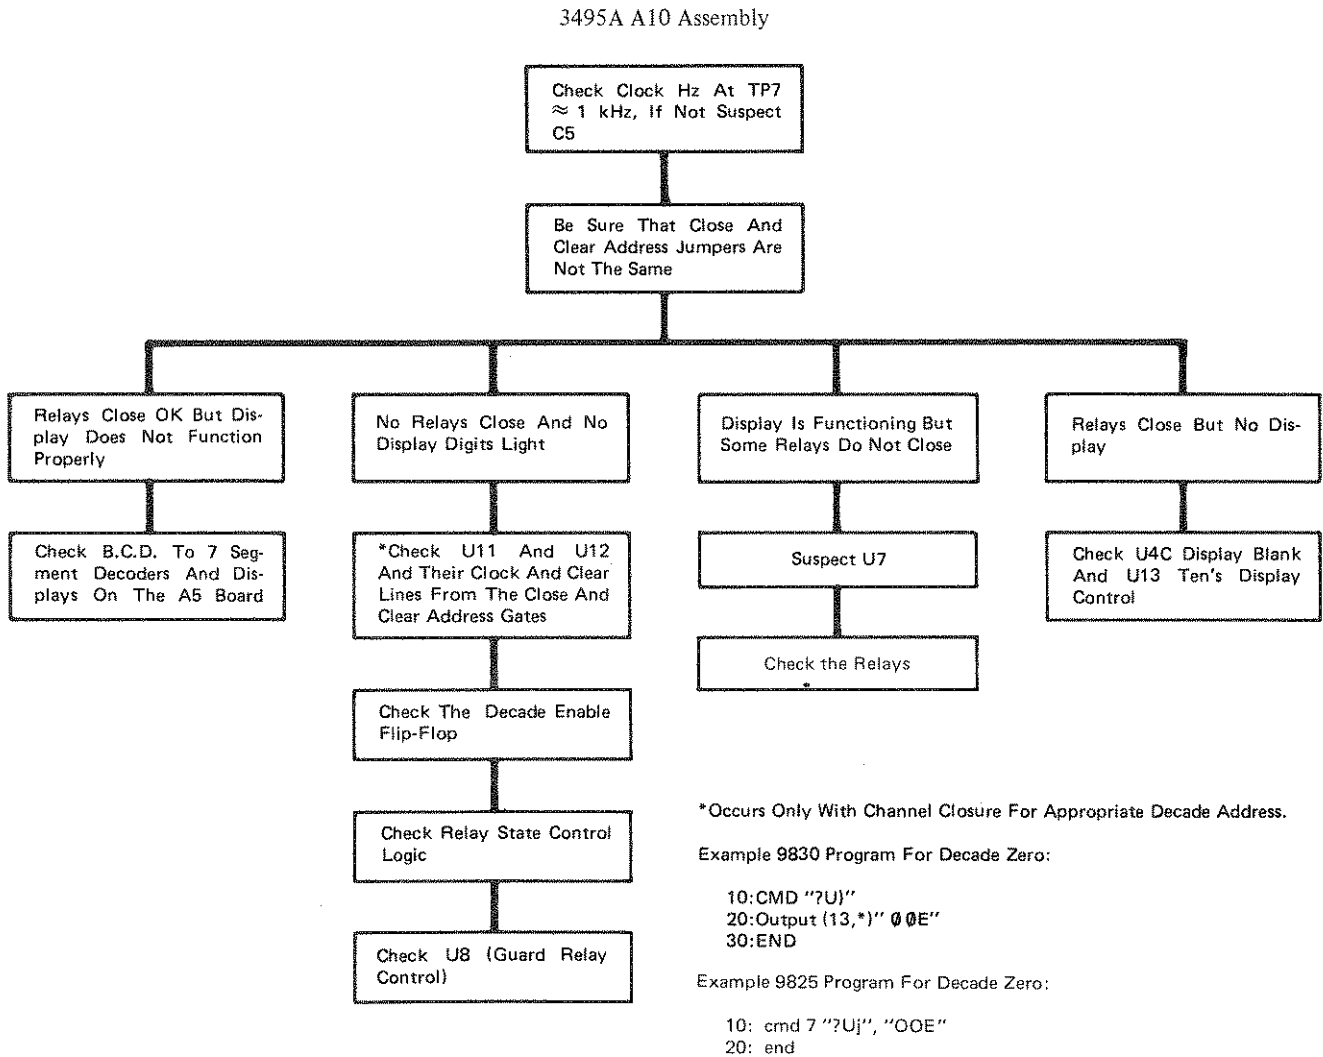 3495A A10 Assembly
Check Clock Hz At TP7
≈ 1 kHz, If Not Suspect
C5
Be Sure That Close And
Clear Address Jumpers Are
Not The Same
Relays Close OK But Dis-
play Does Not Function
Properly
Check B.C.D. To 7 Seg-
ment Decoders And Dis-
plays On The A5 Board
No Relays Close And No
Display Digits Light
*Check U11 And U12
And Their Clock And Clear
Lines From The Close And
Clear Address Gates
Check The Decade Enable
Flip-Flop
Check Relay State Control
Logic
Check U8 (Guard Relay
Control)
Display Is Functioning But
Some Relays Do Not Close
Suspect U7
Check the Relays
Relays Close But No Dis-
play
Check U4C Display Blank
And U13 Ten's Display
Control
*Occurs Only With Channel Closure For Appropriate Decade Address.
Example 9830 Program For Decade Zero:
10:CMD "?U)"
20:Output (13,*)" 0̸ 0̸E"
30:END
Example 9825 Program For Decade Zero:
10: cmd 7 "?Uj", "OOE"
20: end